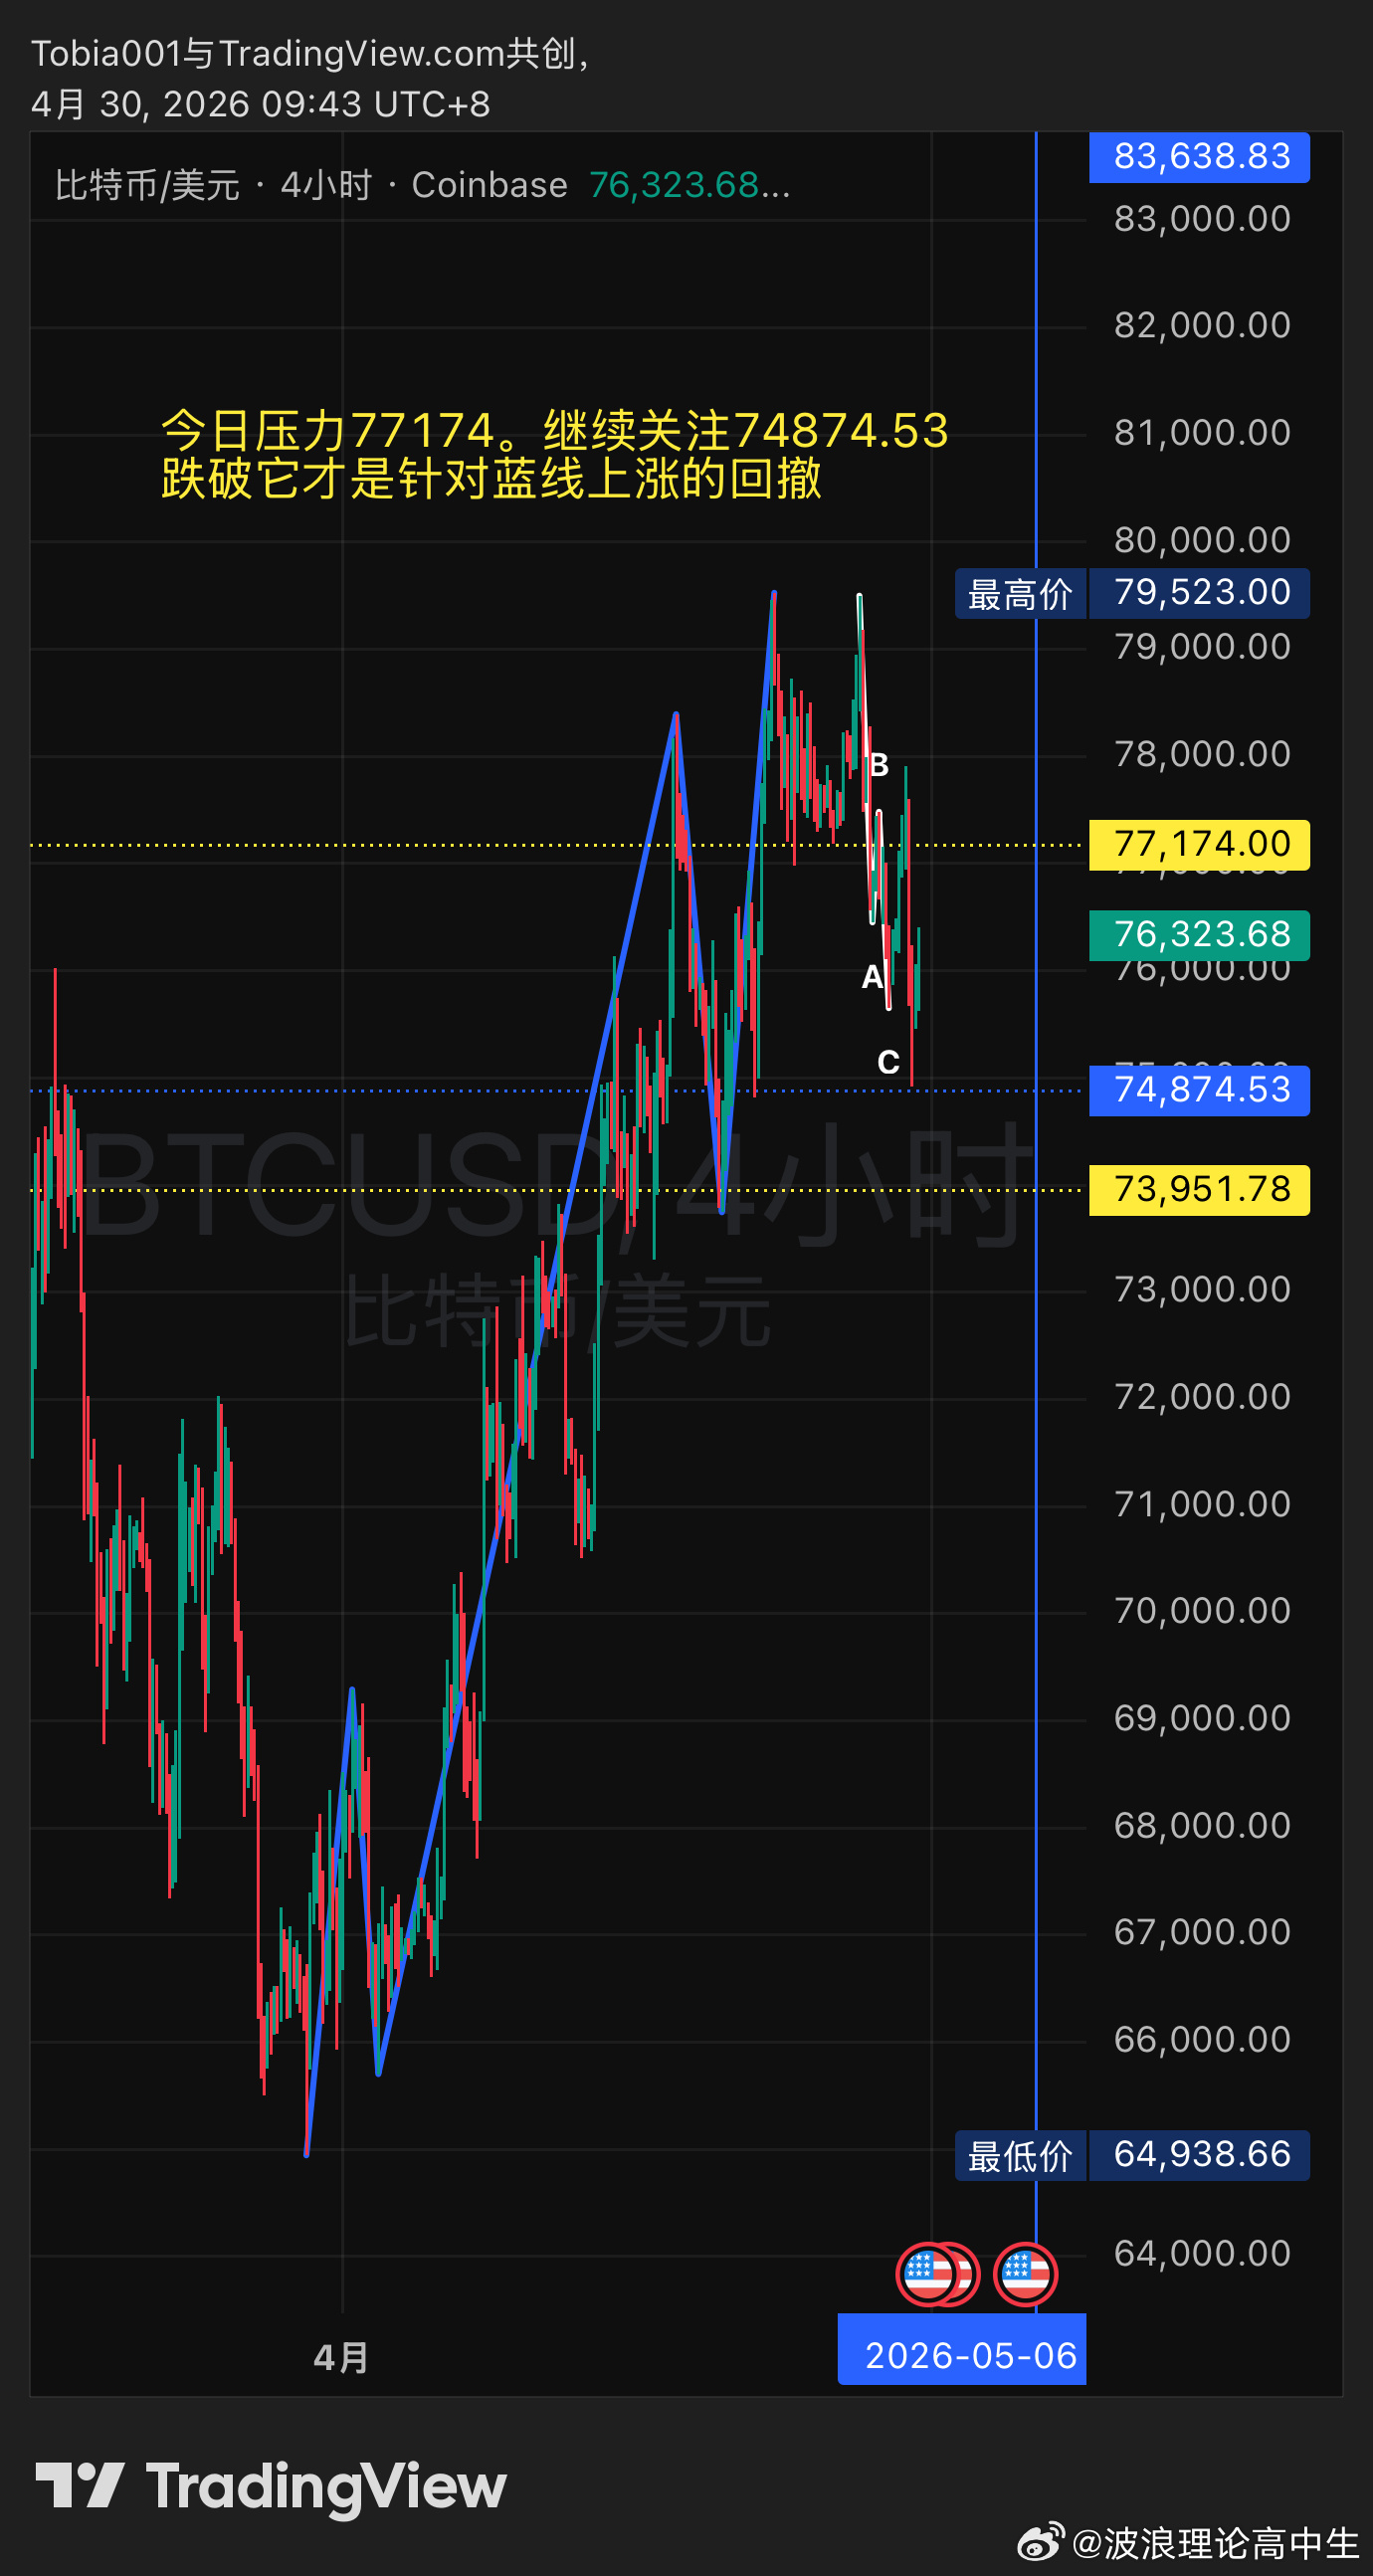 Tobia001与TradingView.com共创,
4月 30, 2026 09:43 UTC+8
比特币/美元 · 4小时 · Coinbase 76,323.68...
83,638.83
83,000.00
82,000.00
今日压力77174。继续关注74874.53
跌破它才是针对蓝线上涨的回撤
81,000.00
80,000.00
最高价 79,523.00
79,000.00
78,000.00
B
77,174.00
76,323.68
76,000.00
A
C
74,874.53
BTCUSD, 4小时
73,951.78
比特币/美元
73,000.00
72,000.00
71,000.00
70,000.00
69,000.00
68,000.00
67,000.00
66,000.00
最低价 64,938.66
64,000.00
4月
2026-05-06
TradingView
@波浪理论高中生